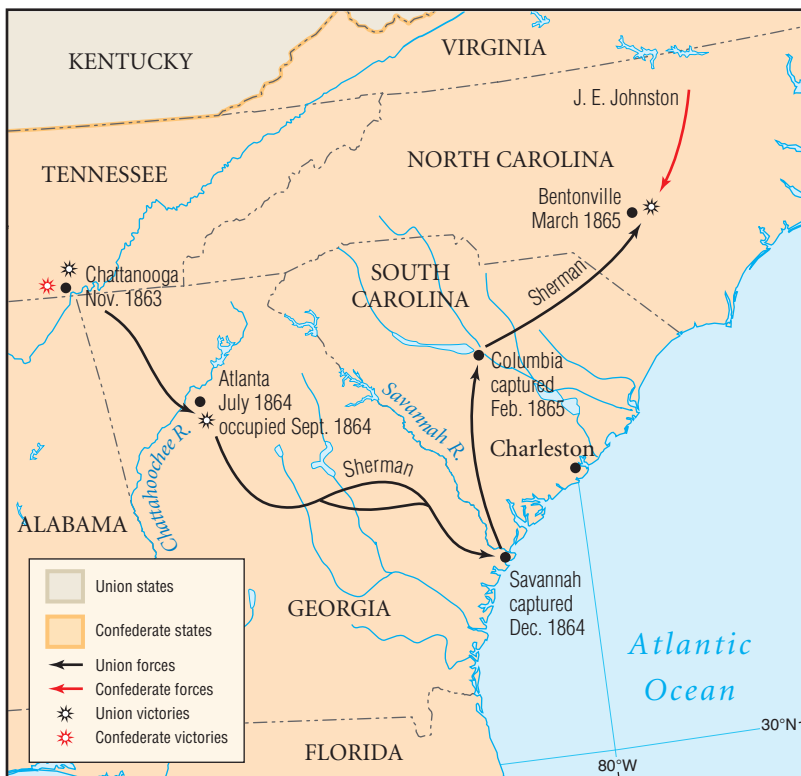 KENTUCKY
VIRGINIA
J. E. Johnston
TENNESSEE
NORTH CAROLINA
Bentonville
March 1865
Chattanooga
Nov. 1863
SOUTH
CAROLINA
Sherman
Atlanta
July 1864
occupied Sept. 1864
Columbia
captured
Feb. 1865
Savannah R.
Chattahoochee R.
Charleston
Sherman
ALABAMA
Savannah
captured
Dec. 1864
GEORGIA
Atlantic
Ocean
FLORIDA
30°N
80°W
Union states
Confederate states
Union forces
Confederate forces
Union victories
Confederate victories